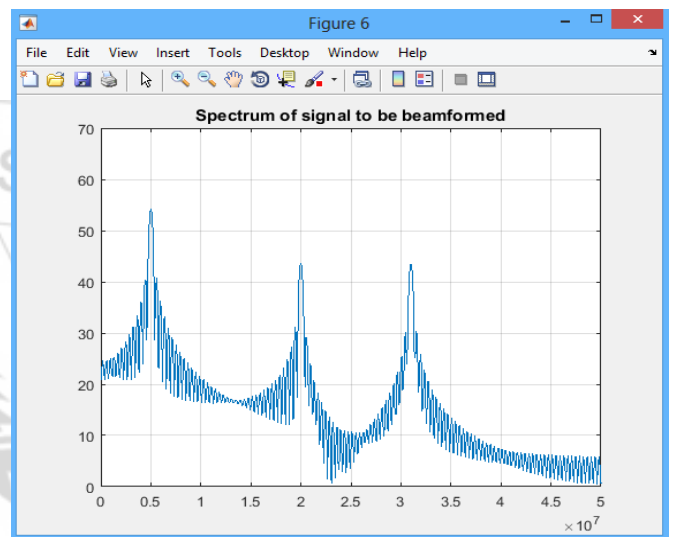 Figure 6
File Edit View Insert Tools Desktop Window Help
Spectrum of signal to be beamformed
70
60
50
40
30
20
10
0
0 0.5 1 1.5 2 2.5 3 3.5 4 4.5 5
×10⁷